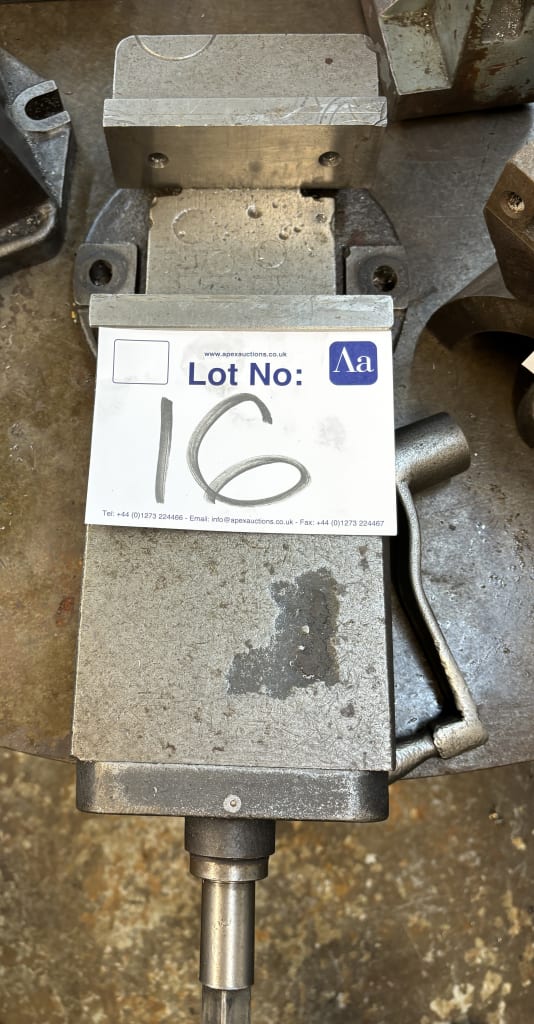 www.apexauctions.co.uk
Lot No:
Aa
16
Tel: +44 (0)1273 224466 - Email: info@apexauctions.co.uk - Fax: +44 (0)1273 224467